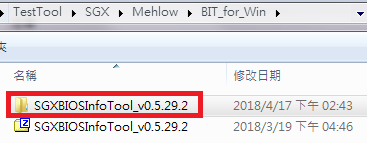 TestTool ▸ SGX ▸ Mehlow ▸ BIT_for_Win ▸
夾
名稱 修改日期
SGXBIOSInfoTool_v0.5.29.2 2018/4/17 下午 02:43
SGXBIOSInfoTool_v0.5.29.2 2018/3/19 下午 04:46